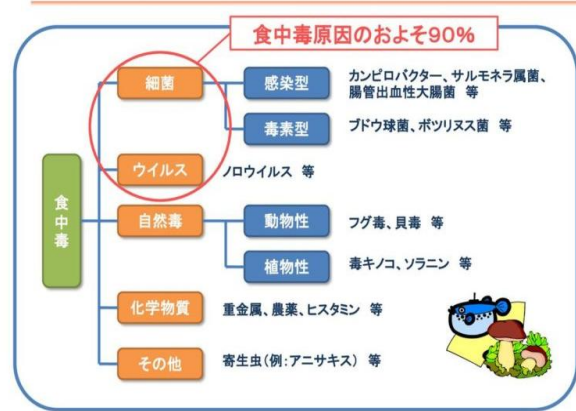 食中毒原因のおよそ90%
細菌
感染型
カンピロバクター、サルモネラ属菌、
腸管出血性大腸菌 等
毒素型
ブドウ球菌、ボツリヌス菌 等
ウイルス
ノロウイルス 等
食中毒
自然毒
動物性
フグ毒、貝毒 等
植物性
毒キノコ、ソラニン 等
化学物質
重金属、農薬、ヒスタミン 等
その他
寄生虫(例:アニサキス) 等